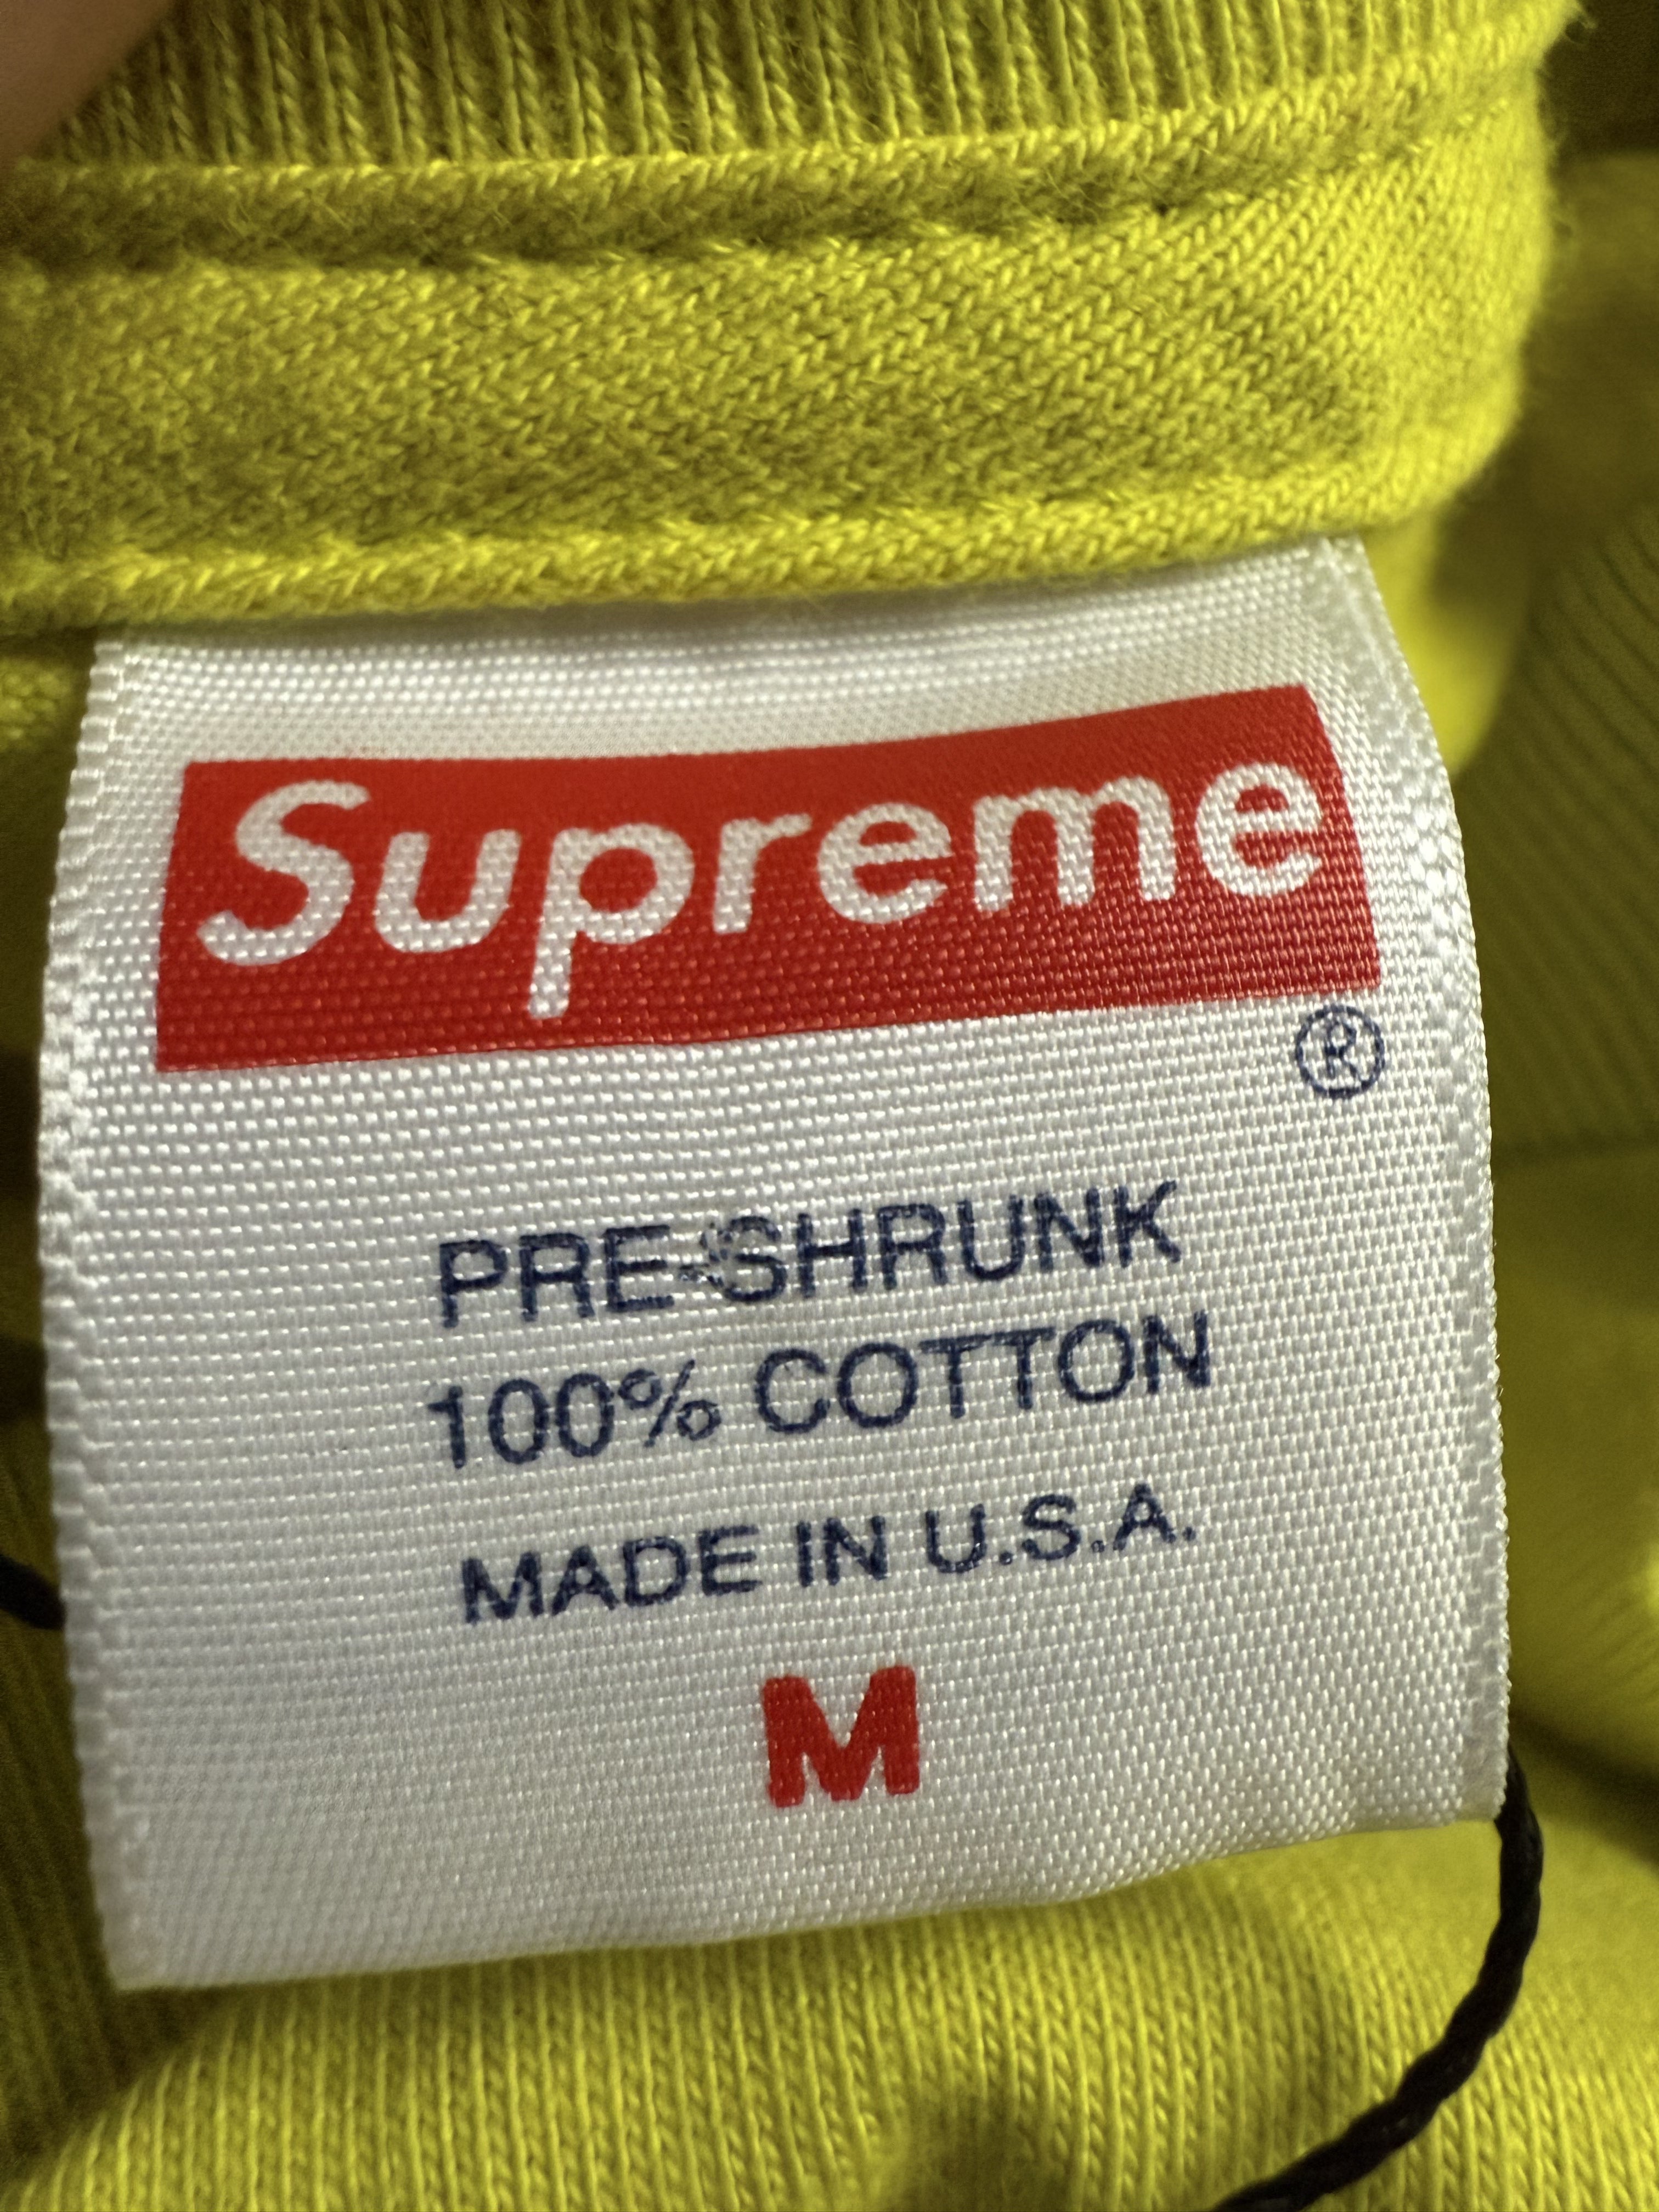 Supreme
®
PRE-SHRUNK
100% COTTON
MADE IN U.S.A.
M